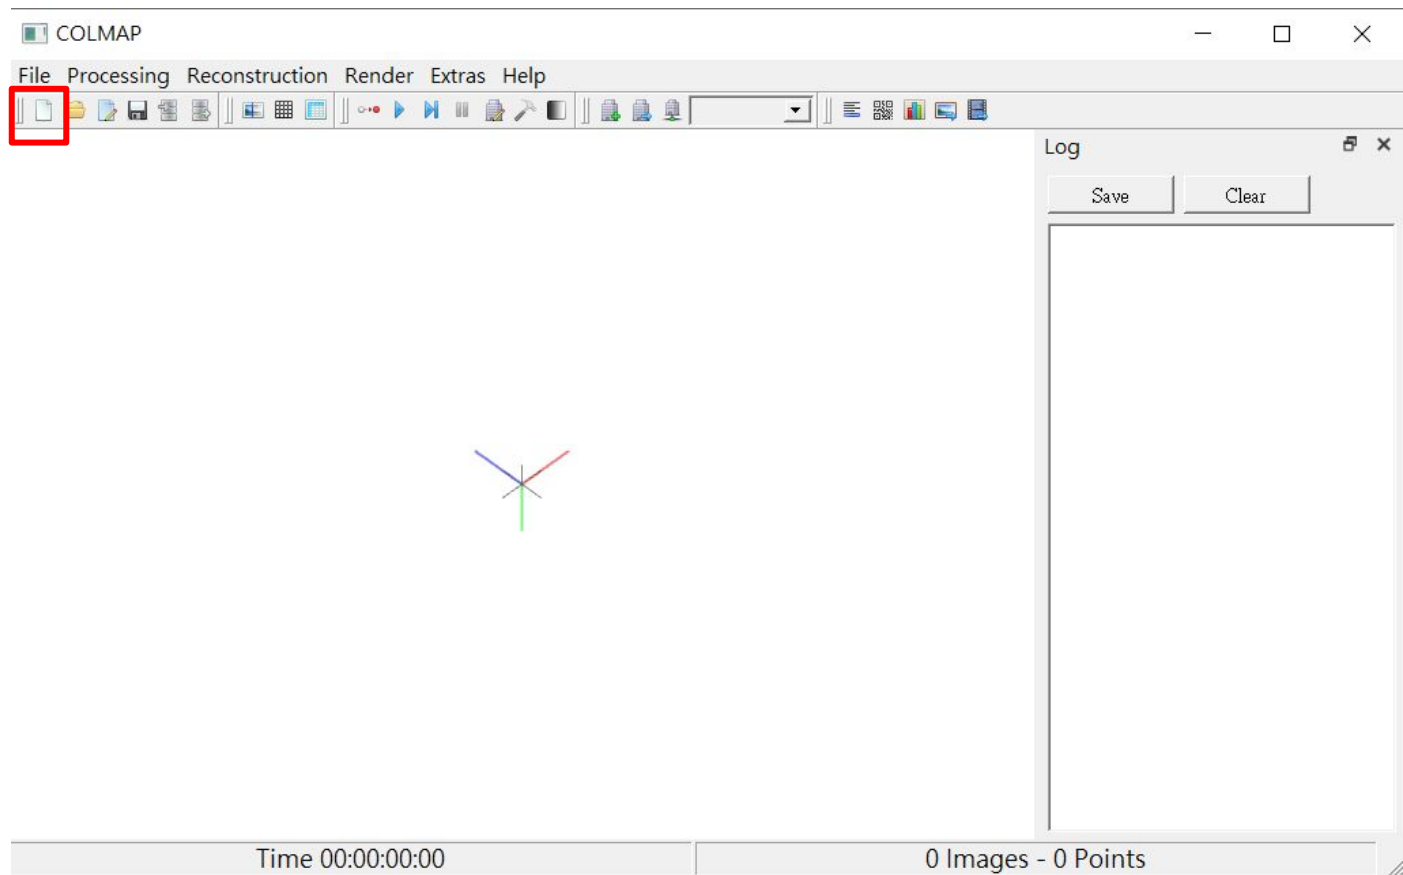 COLMAP
File Processing Reconstruction Render Extras Help
Log
Save Clear
Time 00:00:00:00
0 Images - 0 Points